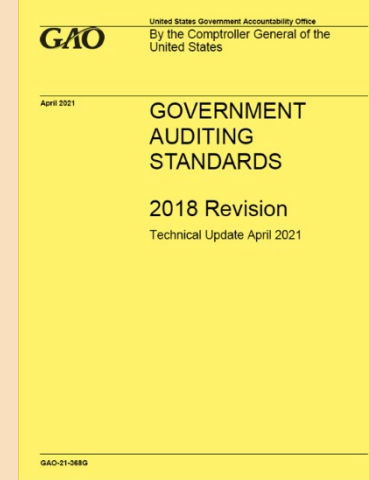 United States Government Accountability Office
GAO
By the Comptroller General of the
United States
April 2021
GOVERNMENT
AUDITING
STANDARDS
2018 Revision
Technical Update April 2021
GAO-21-368G